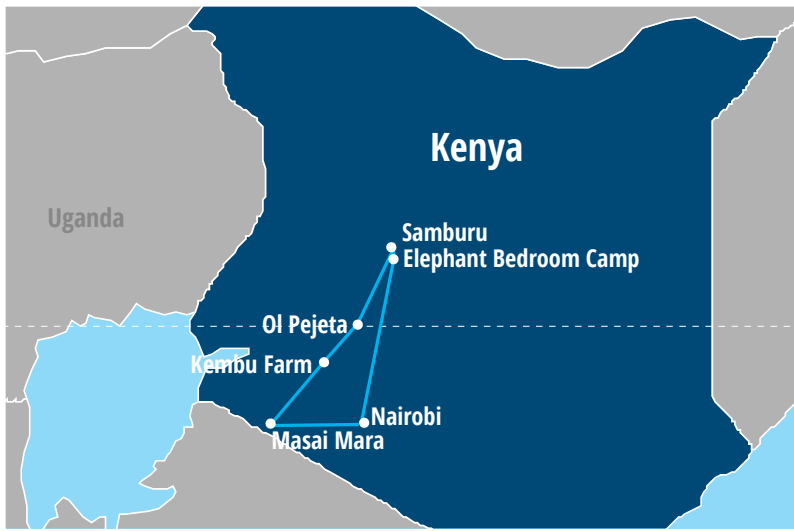 Kenya
Uganda
Samburu
Elephant Bedroom Camp
Ol Pejeta
Kembu Farm
Nairobi
Masai Mara